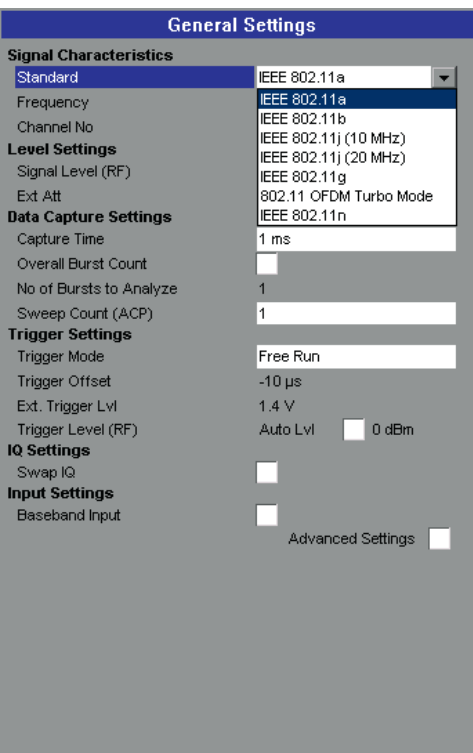 General Settings
Signal Characteristics
Standard IEEE 802.11a
IEEE 802.11a
Frequency
IEEE 802.11b
Channel No
IEEE 802.11j (10 MHz)
Level Settings
IEEE 802.11j (20 MHz)
Signal Level (RF)
IEEE 802.11g
Ext Att
802.11 OFDM Turbo Mode
Data Capture Settings
IEEE 802.11n
Capture Time 1 ms
Overall Burst Count
No of Bursts to Analyze 1
Sweep Count (ACP) 1
Trigger Settings
Trigger Mode Free Run
Trigger Offset -10 µs
Ext. Trigger Lvl 1.4 V
Trigger Level (RF) Auto Lvl 0 dBm
IQ Settings
Swap IQ
Input Settings
Baseband Input
Advanced Settings